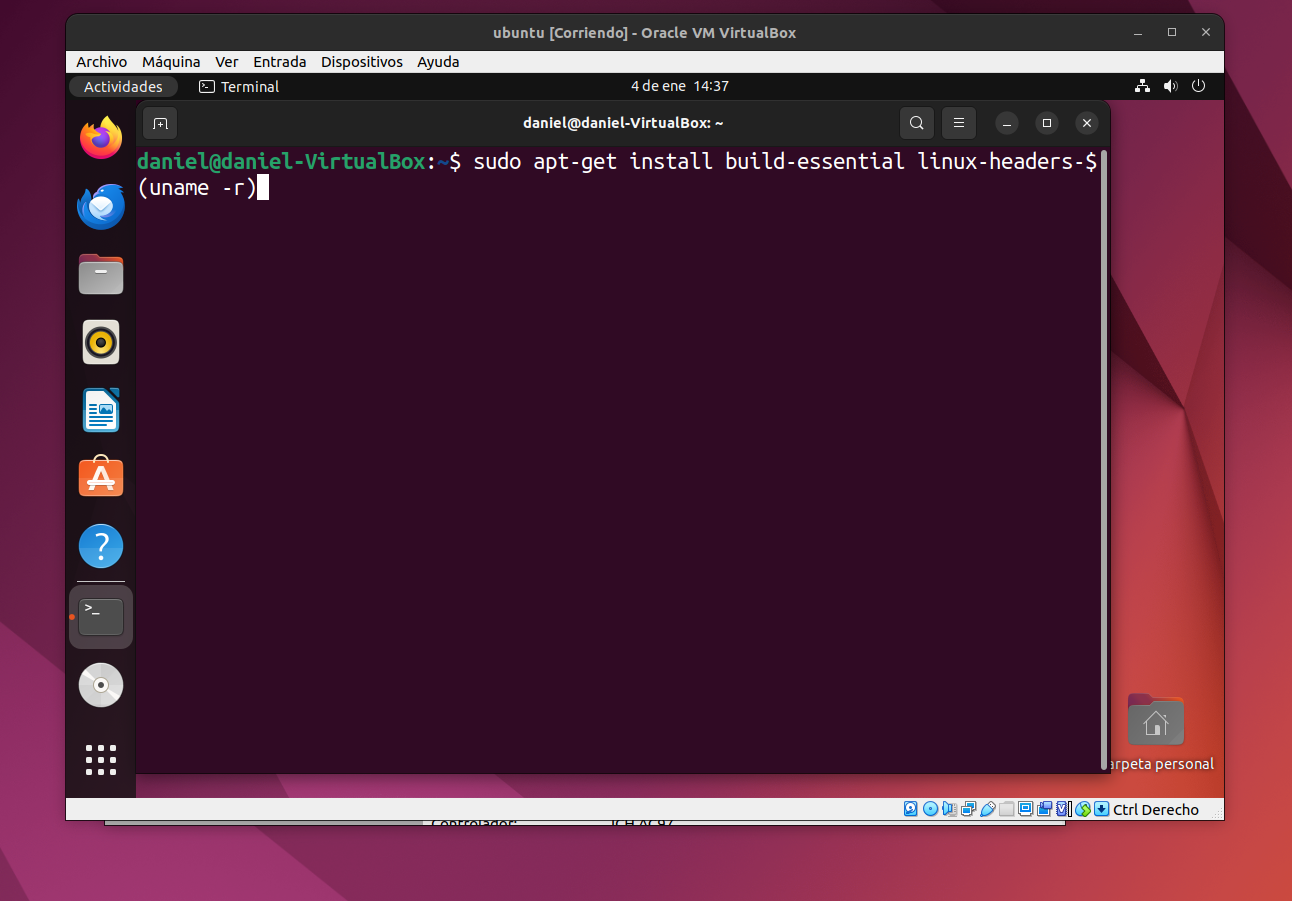 ubuntu [Corriendo] - Oracle VM VirtualBox
Archivo Máquina Ver Entrada Dispositivos Ayuda
Actividades Terminal 4 de ene 14:37
daniel@daniel-VirtualBox: ~
daniel@daniel-VirtualBox:~$ sudo apt-get install build-essential linux-headers-$
(uname -r)
arpeta personal
Ctrl Derecho
Controlador: ICH AC97